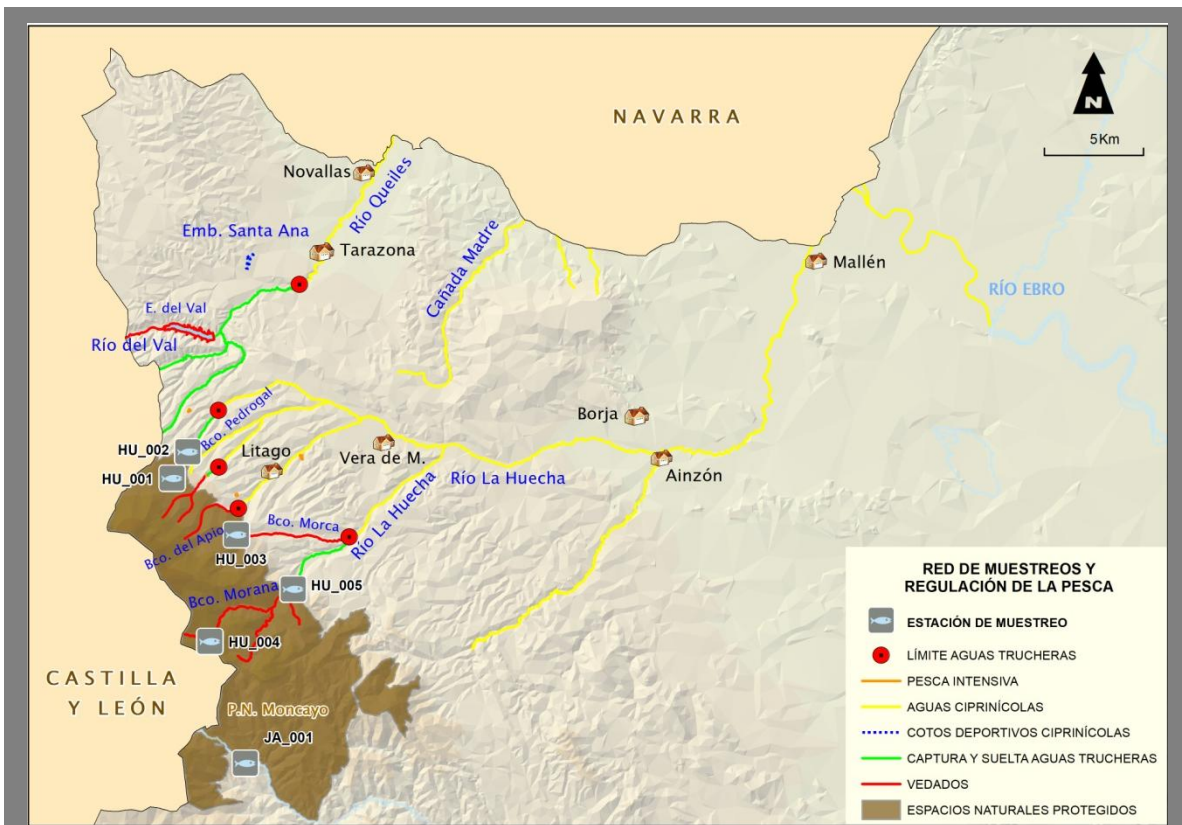 NAVARRA
N
5Km
Novallas
Río Queiles
Emb. Santa Ana
Tarazona
Cañada Madre
Mallén
RÍO EBRO
E. del Val
Río del Val
Bco. Pedrogal
Borja
HU_002
Litago
Vera de M.
HU_001
Río La Huecha
Ainzón
Bco. Morca
Río La Huecha
Bco. del Apio
HU_003
HU_005
Bco. Morana
HU_004
CASTILLA
Y LEÓN
P.N. Moncayo
JA_001
RED DE MUESTREOS Y
REGULACIÓN DE LA PESCA
ESTACIÓN DE MUESTREO
LÍMITE AGUAS TRUCHERAS
PESCA INTENSIVA
AGUAS CIPRINÍCOLAS
COTOS DEPORTIVOS CIPRINÍCOLAS
CAPTURA Y SUELTA AGUAS TRUCHERAS
VEDADOS
ESPACIOS NATURALES PROTEGIDOS